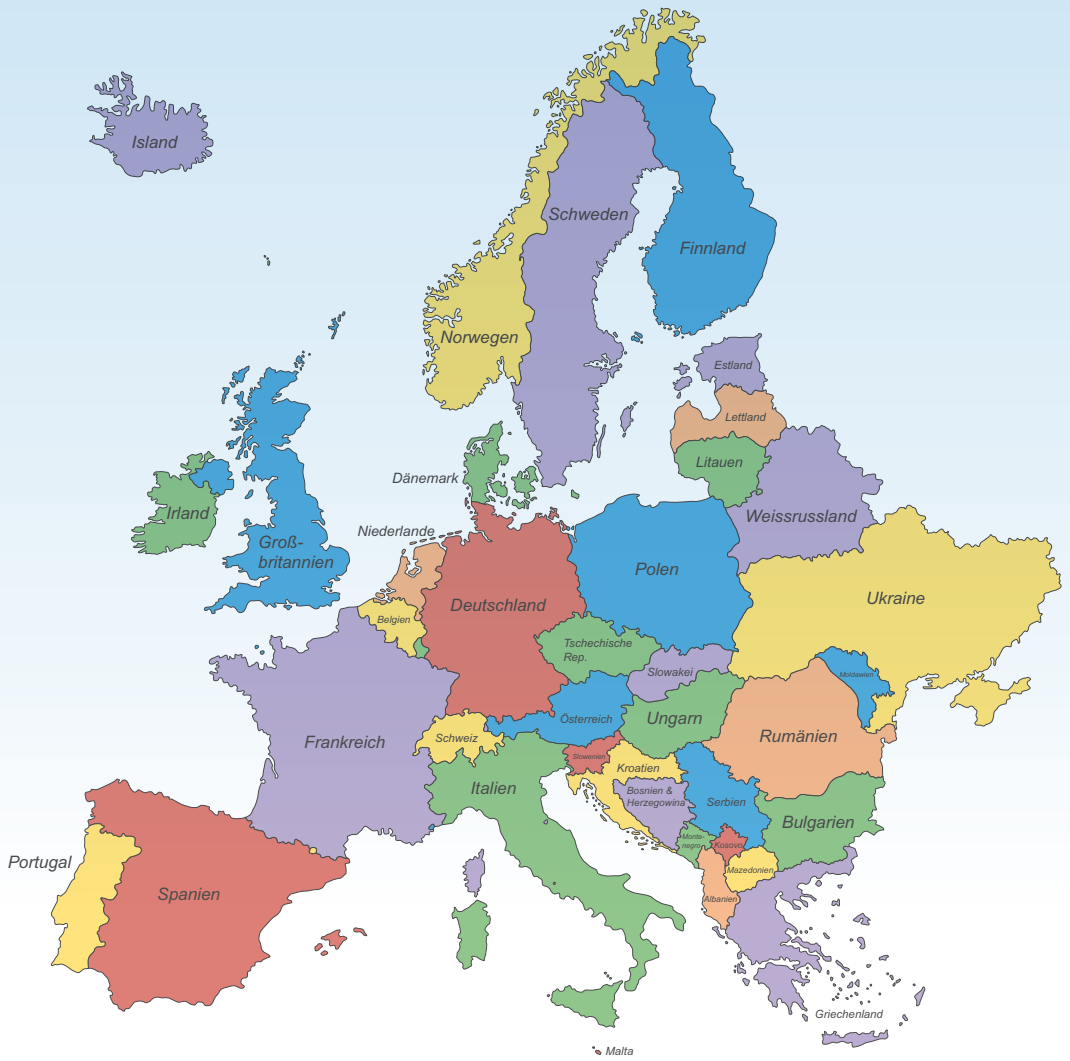 Island
Schweden
Finnland
Norwegen
Estland
Lettland
Dänemark
Litauen
Irland
Weissrussland
Niederlande
Groß-
britannien
Polen
Ukraine
Deutschland
Belgien
Tschechische
Rep.
Slowakei
Moldawien
Österreich
Ungarn
Frankreich
Schweiz
Rumänien
Slowenien
Kroatien
Italien
Bosnien &
Herzegowina
Serbien
Bulgarien
Monte-
negro
Kosovo
Portugal
Mazedonien
Spanien
Albanien
Griechenland
Malta